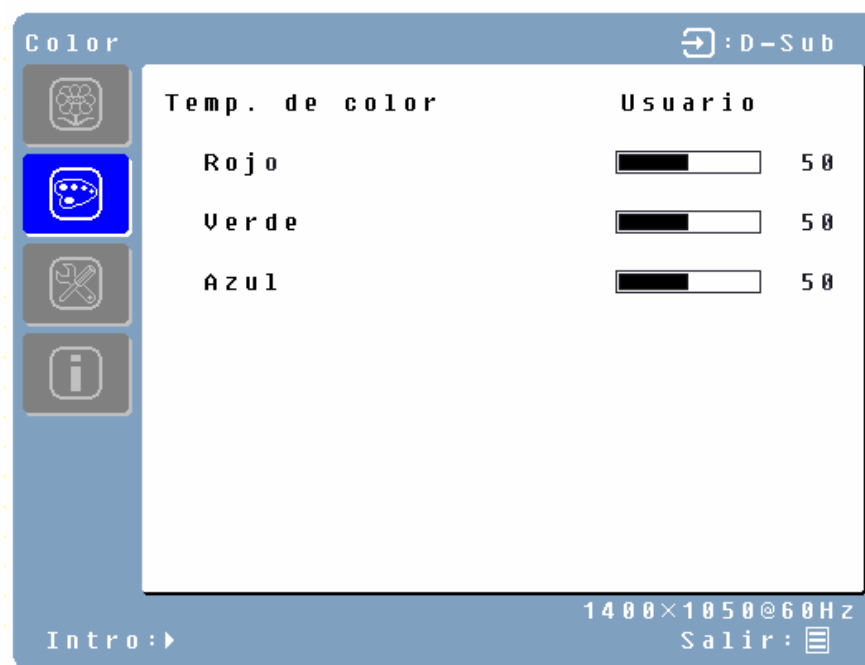 Color :D-Sub
Temp. de color Usuario
Rojo 50
Verde 50
Azul 50
1400×1050@60Hz
Intro: Salir: